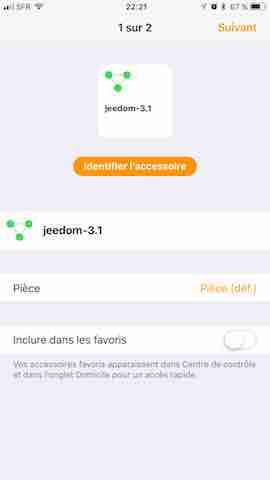 SFR 22:21 67 %
1 sur 2 Suivant
jeedom-3.1
Identifier l'accessoire
jeedom-3.1
Pièce Pièce (déf.)
Inclure dans les favoris
Vos accessoires favoris apparaissent dans Centre de contrôle
et dans l'onglet Domicile pour un accès rapide.